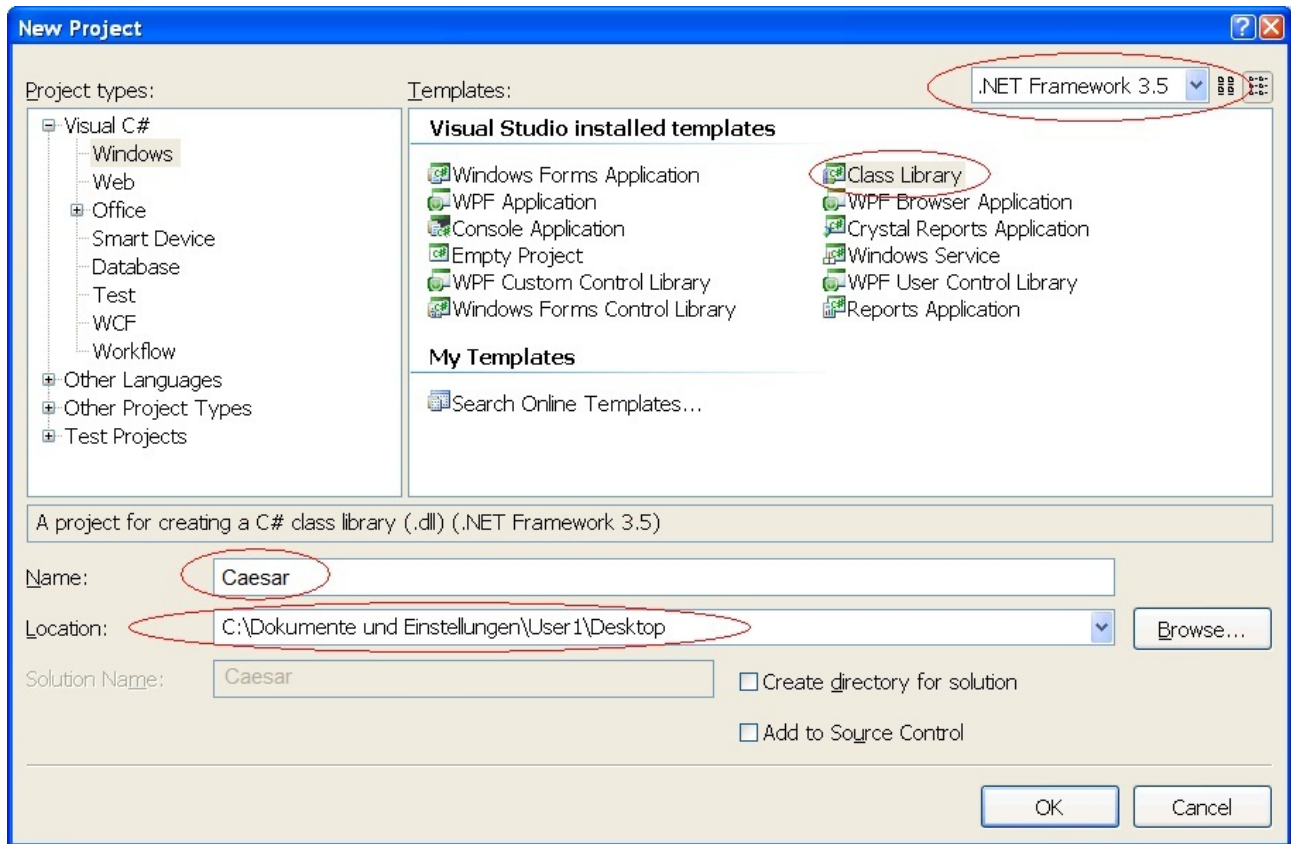 New Project
Project types:
Templates:
.NET Framework 3.5
Visual C#
Windows
Web
Office
Smart Device
Database
Test
WCF
Workflow
Other Languages
Other Project Types
Test Projects
Visual Studio installed templates
Windows Forms Application
WPF Application
Console Application
Empty Project
WPF Custom Control Library
Windows Forms Control Library
Class Library
WPF Browser Application
Crystal Reports Application
Windows Service
WPF User Control Library
Reports Application
My Templates
Search Online Templates...
A project for creating a C# class library (.dll) (.NET Framework 3.5)
Name: Caesar
Location: C:\Dokumente und Einstellungen\User1\Desktop Browse...
Solution Name: Caesar
Create directory for solution
Add to Source Control
OK Cancel